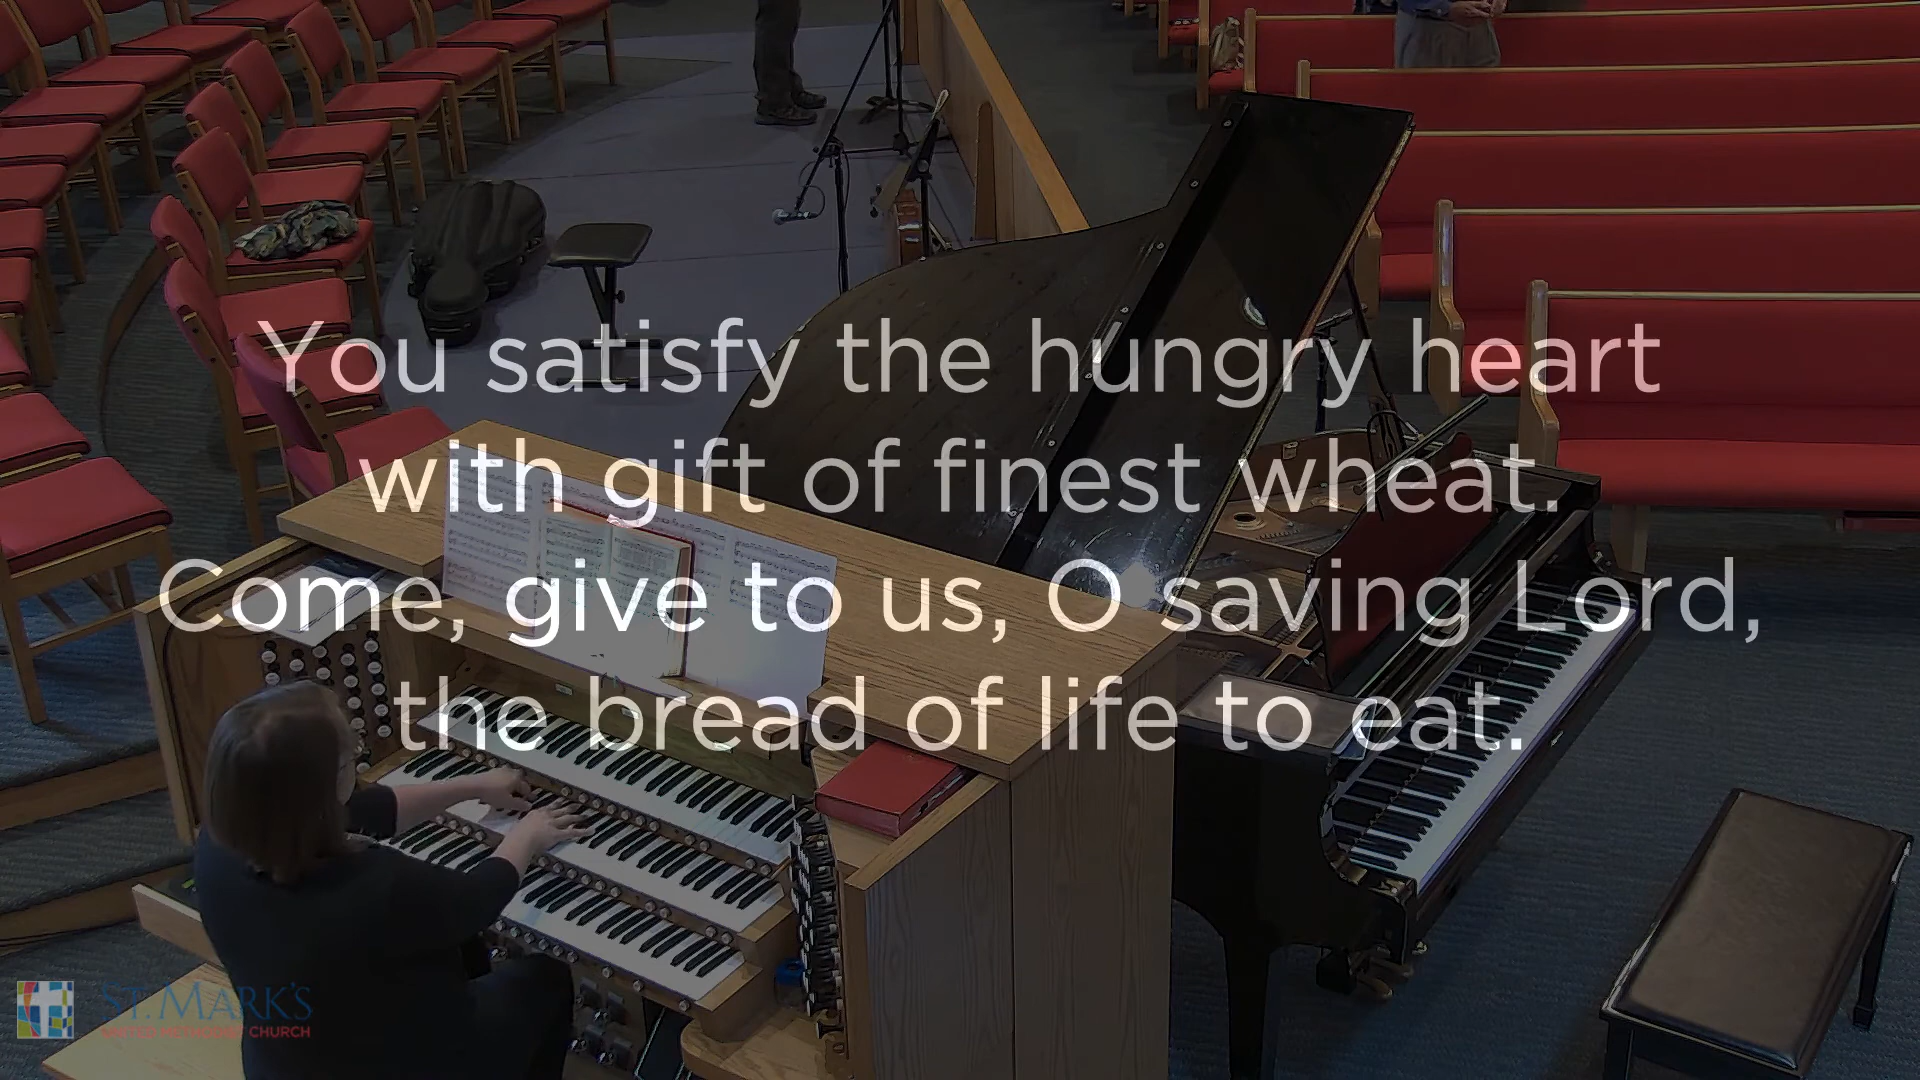 You satisfy the hungry heart
with gift of finest wheat.
Come, give to us, O saving Lord,
the bread of life to eat.
ST. MARK'S
UNITED METHODIST CHURCH